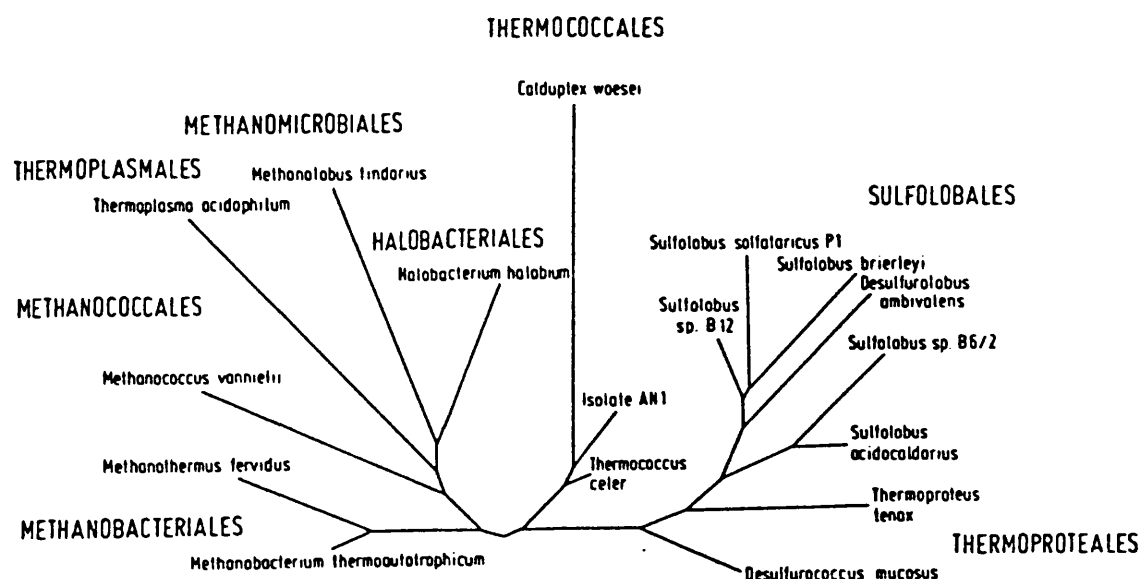 THERMOCOCCALES
Calduplex woesei
METHANOMICROBIALES
THERMOPLASMALES
Methanolobus tindarius
Thermoplasma acidophilum
HALOBACTERIALES
Halobacterium halobium
SULFOLOBALES
Sulfolobus solfataricus P1
Sulfolobus brierleyi
Desulfurolobus
ambivalens
METHANOCOCCALES
Sulfolobus
sp. B12
Sulfolobus sp. B6/2
Methanococcus vannielii
Isolate AN1
Sulfolobus
acidocaldarius
Methanothermus fervidus
Thermococcus
celer
Thermoproteus
tenax
METHANOBACTERIALES
Methanobacterium thermoautotrophicum
THERMOPROTEALES
Desulfurococcus mucosus